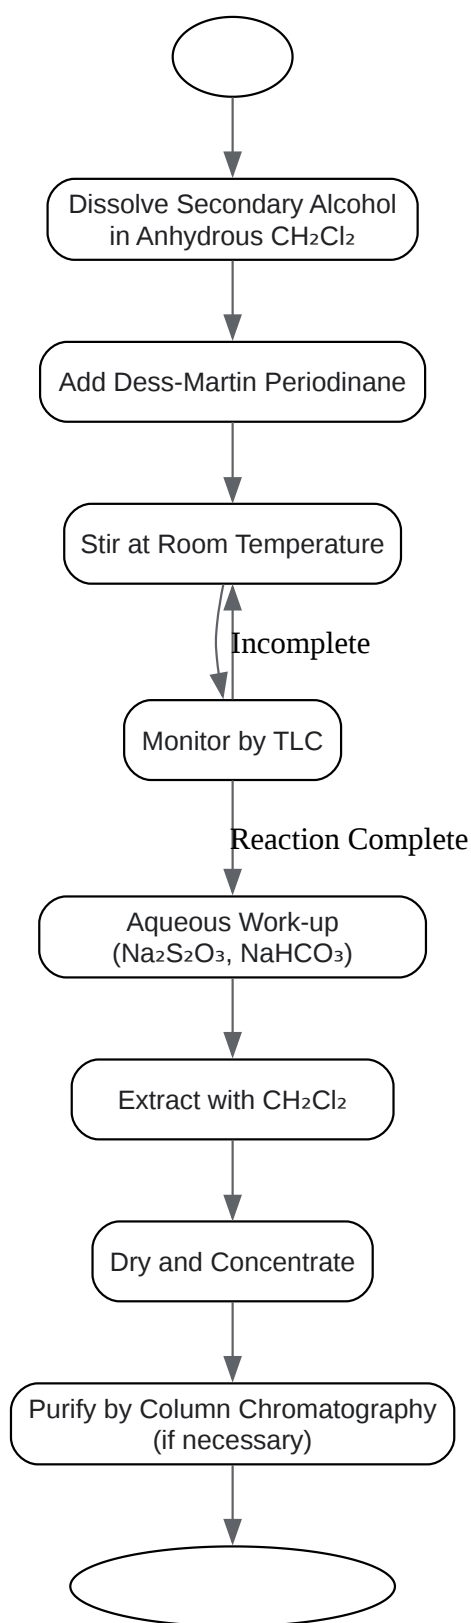 Dissolve Secondary Alcohol
in Anhydrous CH₂Cl₂
Add Dess-Martin Periodinane
Stir at Room Temperature
Incomplete
Monitor by TLC
Reaction Complete
Aqueous Work-up
(Na₂S₂O₃, NaHCO₃)
Extract with CH₂Cl₂
Dry and Concentrate
Purify by Column Chromatography
(if necessary)